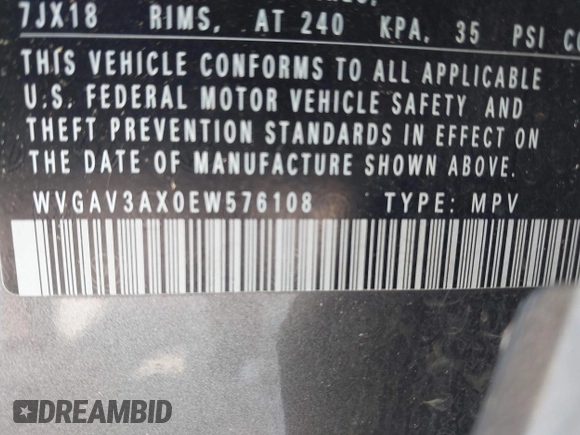 7JX18 RIMS, AT 240 KPA, 35 PSI
THIS VEHICLE CONFORMS TO ALL APPLICABLE
U.S. FEDERAL MOTOR VEHICLE SAFETY AND
THEFT PREVENTION STANDARDS IN EFFECT ON
THE DATE OF MANUFACTURE SHOWN ABOVE.
WVGAV3AX0EW576108 TYPE: MPV
DREAMBID